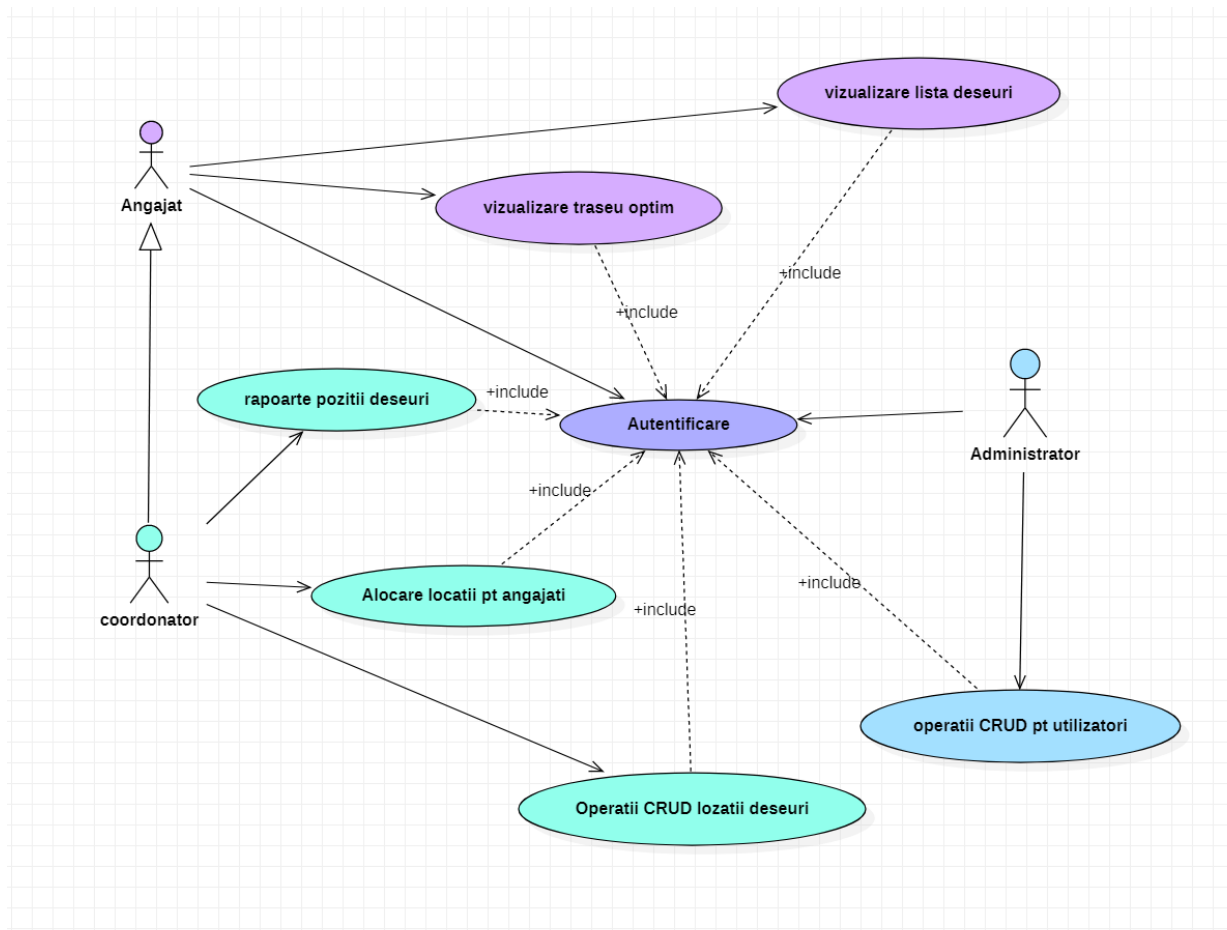 vizualizare lista deseuri
Angajat
vizualizare traseu optim
+include
+include
rapoarte pozitii deseuri
+include
Autentificare
Administrator
+include
Alocare locatii pt angajati
+include
+include
coordonator
operatii CRUD pt utilizatori
Operatii CRUD lozatii deseuri